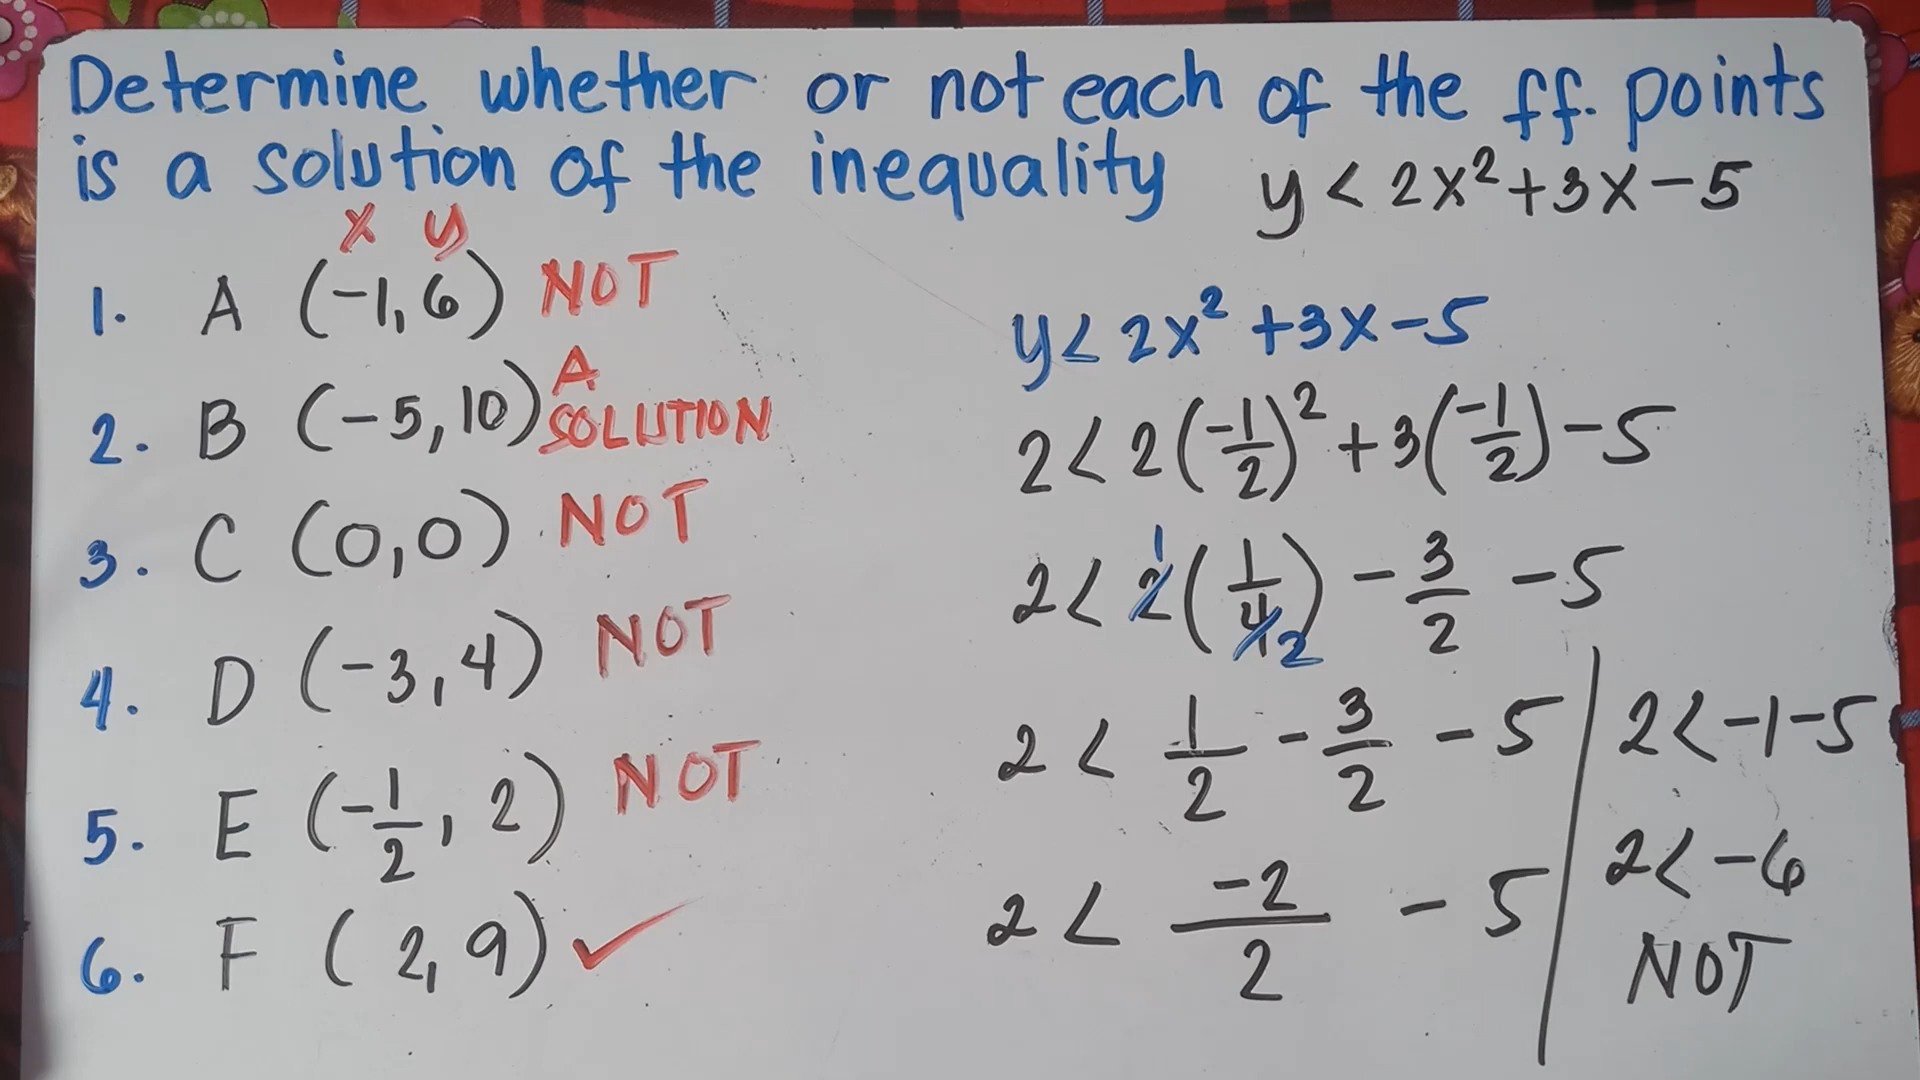 Determine whether or not each of the ff. points
is a solution of the inequality y < 2x² + 3x - 5
x y
1. A (-1, 6) NOT
2. B (-5, 10) A SOLUTION
3. C (0, 0) NOT
4. D (-3, 4) NOT
5. E (-1/2, 2) NOT
6. F (2, 9) ✓
y < 2x² + 3x - 5
2 < 2(-1/2)² + 3(-1/2) - 5
1
2 < 2(1/4) - 3/2 - 5
2
2 < 1/2 - 3/2 - 5
2 < -2/2 - 5
2 < -1 - 5
2 < -6
NOT